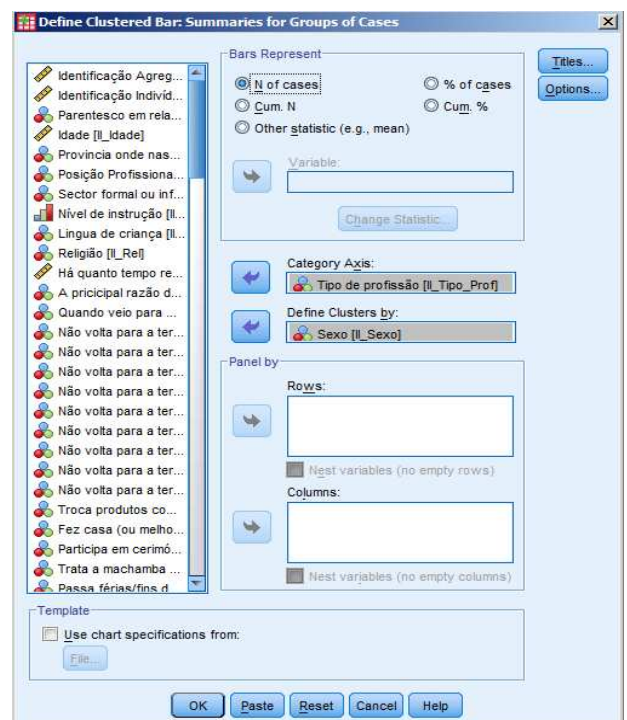 Define Clustered Bar: Summaries for Groups of Cases
Identificação Agreg...
Identificação Indivíd...
Parentesco em rela...
Idade [II_Idade]
Provincia onde nas...
Posição Profissiona...
Sector formal ou inf...
Nível de instrução [II...
Lingua de criança [II...
Religião [II_Rel]
Há quanto tempo re...
A pricicipal razão d...
Quando veio para ...
Não volta para a ter...
Não volta para a ter...
Não volta para a ter...
Não volta para a ter...
Não volta para a ter...
Não volta para a ter...
Não volta para a ter...
Não volta para a ter...
Não volta para a ter...
Troca produtos co...
Fez casa (ou melho...
Participa em cerimó...
Trata a machamba ...
Passa férias/fins d...
Bars Represent
N of cases
% of cases
Cum. N
Cum. %
Other statistic (e.g., mean)
Variable:
Change Statistic...
Category Axis:
Tipo de profissão [II_Tipo_Prof]
Define Clusters by:
Sexo [II_Sexo]
Panel by
Rows:
Nest variables (no empty rows)
Columns:
Nest variables (no empty columns)
Titles...
Options...
Template
Use chart specifications from:
File...
OK
Paste
Reset
Cancel
Help